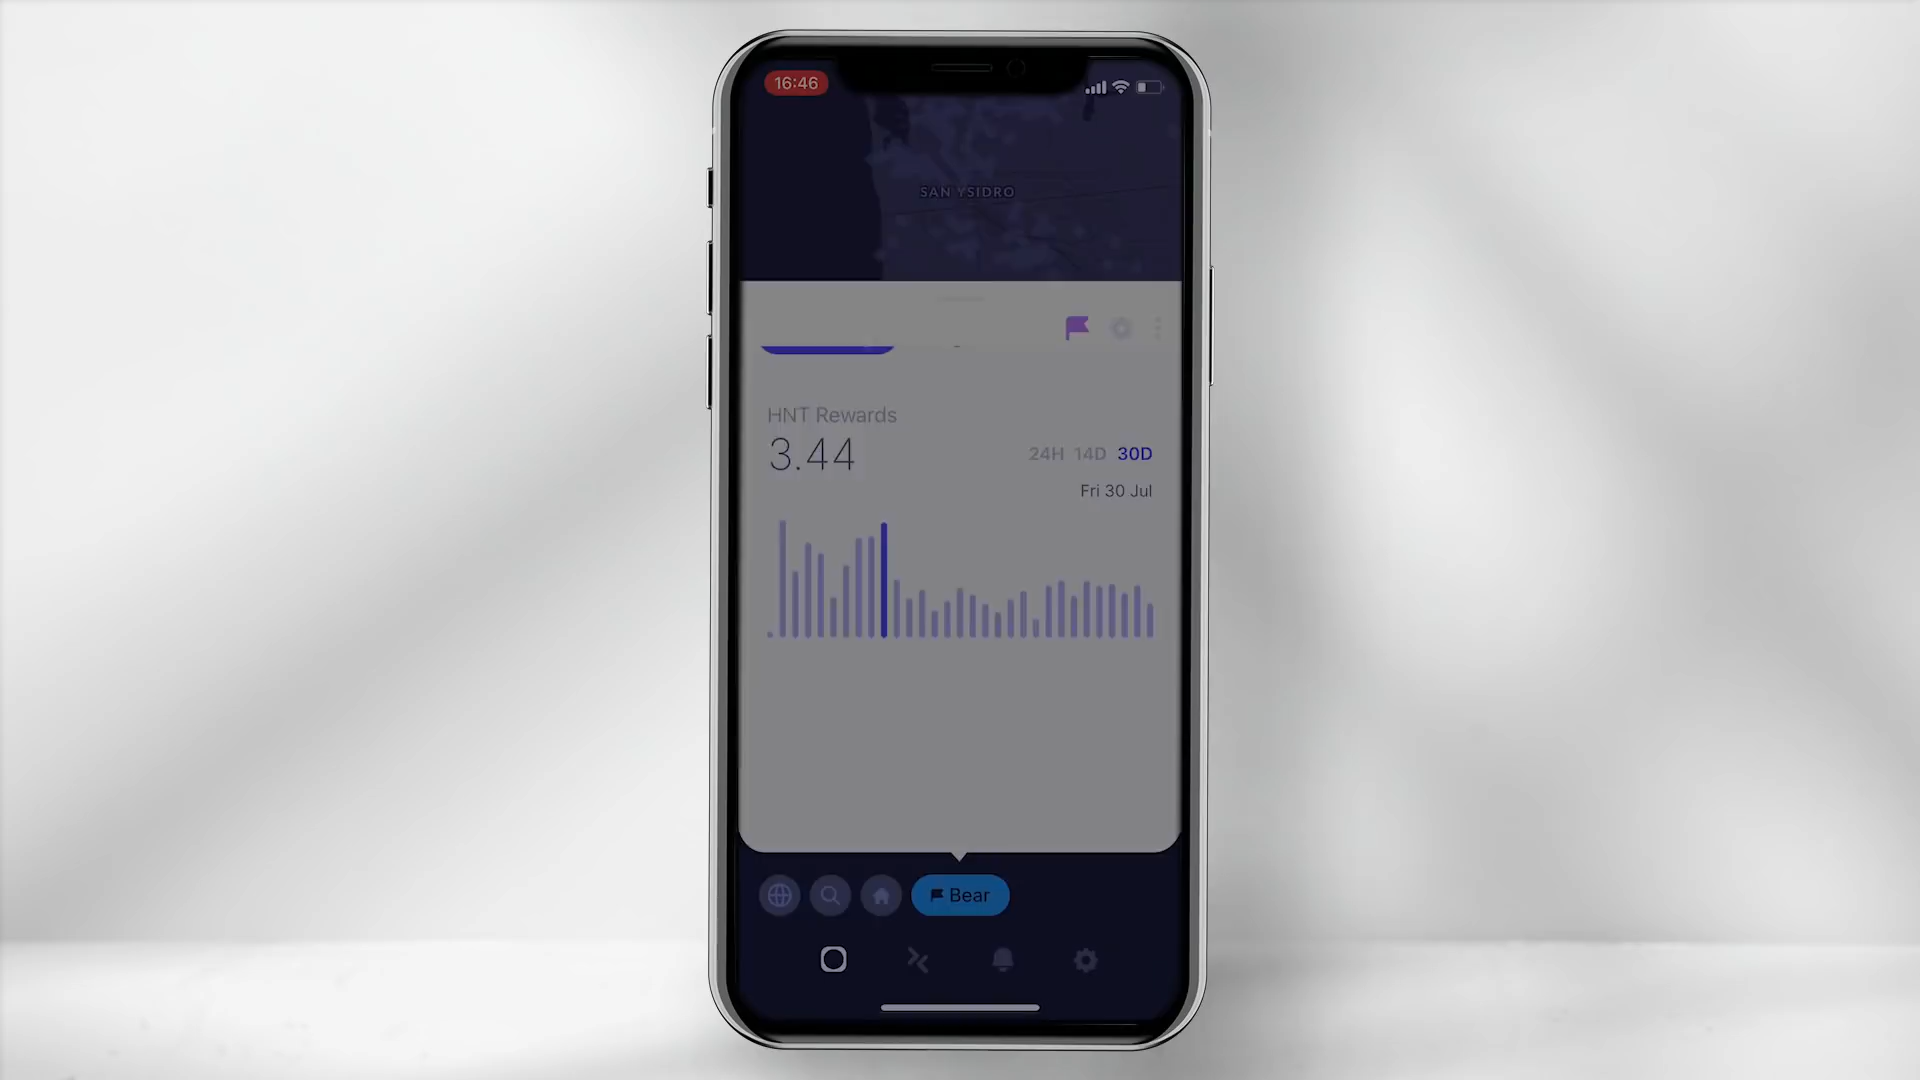 16:46
SAN YSIDRO
HNT Rewards
3.44
24H 14D 30D
Fri 30 Jul
Bear